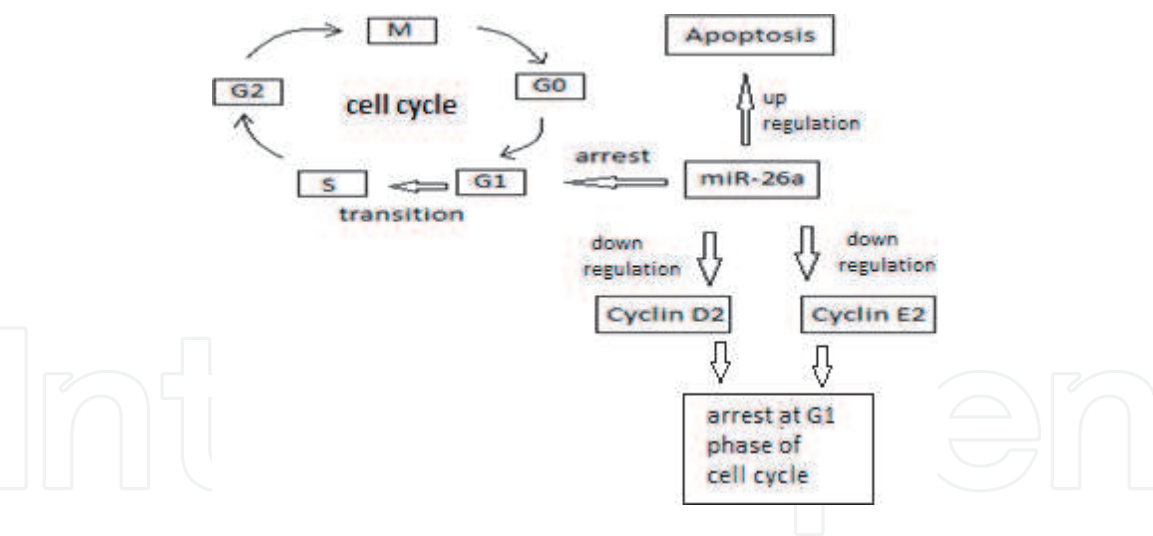 M
Apoptosis
G2
G0
cell cycle
up
regulation
arrest
S
G1
miR-26a
transition
down
regulation
down
regulation
Cyclin D2
Cyclin E2
arrest at G1
phase of
cell cycle